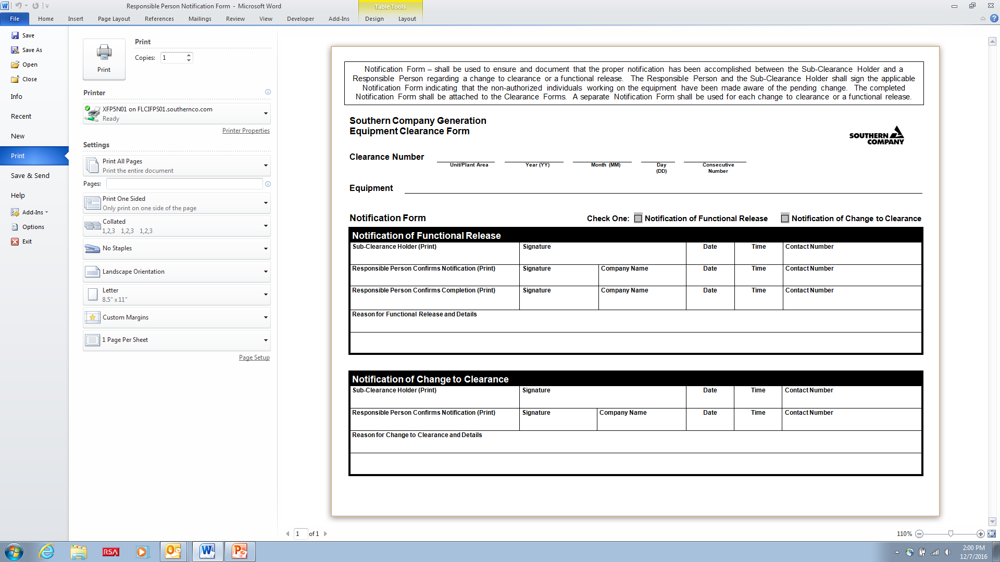 Responsible Person Notification Form - Microsoft Word
Table Tools
File Home Insert Page Layout References Mailings Review View Developer Add-Ins Design Layout
Save
Save As
Open
Close
Info
Recent
New
Print
Save & Send
Help
Add-Ins
Options
Exit
Print
Print
Copies: 1
Printer
XFP5N01 on FLCIFPS01.southernco.com
Ready
Printer Properties
Settings
Print All Pages
Print the entire document
Pages:
Print One Sided
Only print on one side of the page
Collated
1,2,3 1,2,3 1,2,3
No Staples
Landscape Orientation
Letter
8.5" x 11"
Custom Margins
1 Page Per Sheet
Page Setup
Notification Form – shall be used to ensure and document that the proper notification has been accomplished between the Sub-Clearance Holder and a
Responsible Person regarding a change to clearance or a functional release. The Responsible Person and the Sub-Clearance Holder shall sign the applicable
Notification Form indicating that the non-authorized individuals working on the equipment have been made aware of the pending change. The completed
Notification Form shall be attached to the Clearance Forms. A separate Notification Form shall be used for each change to clearance or a functional release.
Southern Company Generation
Equipment Clearance Form
SOUTHERN
COMPANY
Clearance Number
Unit/Plant Area Year (YY) Month (MM) Day Consecutive
(DD) Number
Equipment
Notification Form Check One: Notification of Functional Release Notification of Change to Clearance
Notification of Functional Release
Sub-Clearance Holder (Print) Signature Date Time Contact Number
Responsible Person Confirms Notification (Print) Signature Company Name Date Time Contact Number
Responsible Person Confirms Completion (Print) Signature Company Name Date Time Contact Number
Reason for Functional Release and Details
Notification of Change to Clearance
Sub-Clearance Holder (Print) Signature Date Time Contact Number
Responsible Person Confirms Notification (Print) Signature Company Name Date Time Contact Number
Reason for Change to Clearance and Details
1 of 1
110%
RSA
2:00 PM
12/7/2016